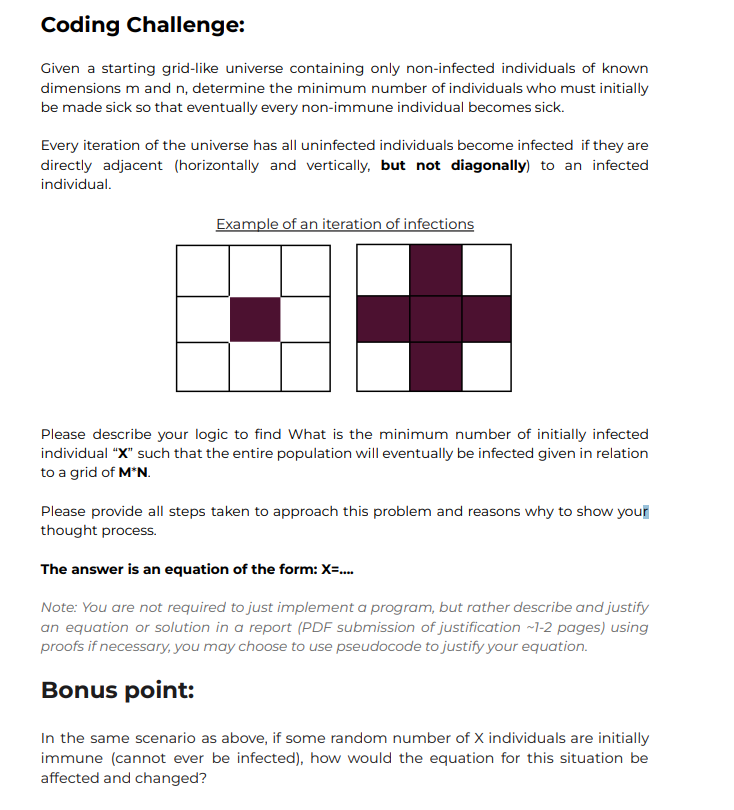 Coding Challenge:
Given a starting grid-like universe containing only non-infected individuals of known
dimensions m and n, determine the minimum number of individuals who must initially
be made sick so that eventually every non-immune individual becomes sick.
Every iteration of the universe has all uninfected individuals become infected if they are
directly adjacent (horizontally and vertically, but not diagonally) to an infected
individual.
Example of an iteration of infections
Please describe your logic to find What is the minimum number of initially infected
individual “X” such that the entire population will eventually be infected given in relation
to a grid of M*N.
Please provide all steps taken to approach this problem and reasons why to show your
thought process.
The answer is an equation of the form: X=....
Note: You are not required to just implement a program, but rather describe and justify
an equation or solution in a report (PDF submission of justification ~1-2 pages) using
proofs if necessary, you may choose to use pseudocode to justify your equation.
Bonus point:
In the same scenario as above, if some random number of X individuals are initially
immune (cannot ever be infected), how would the equation for this situation be
affected and changed?